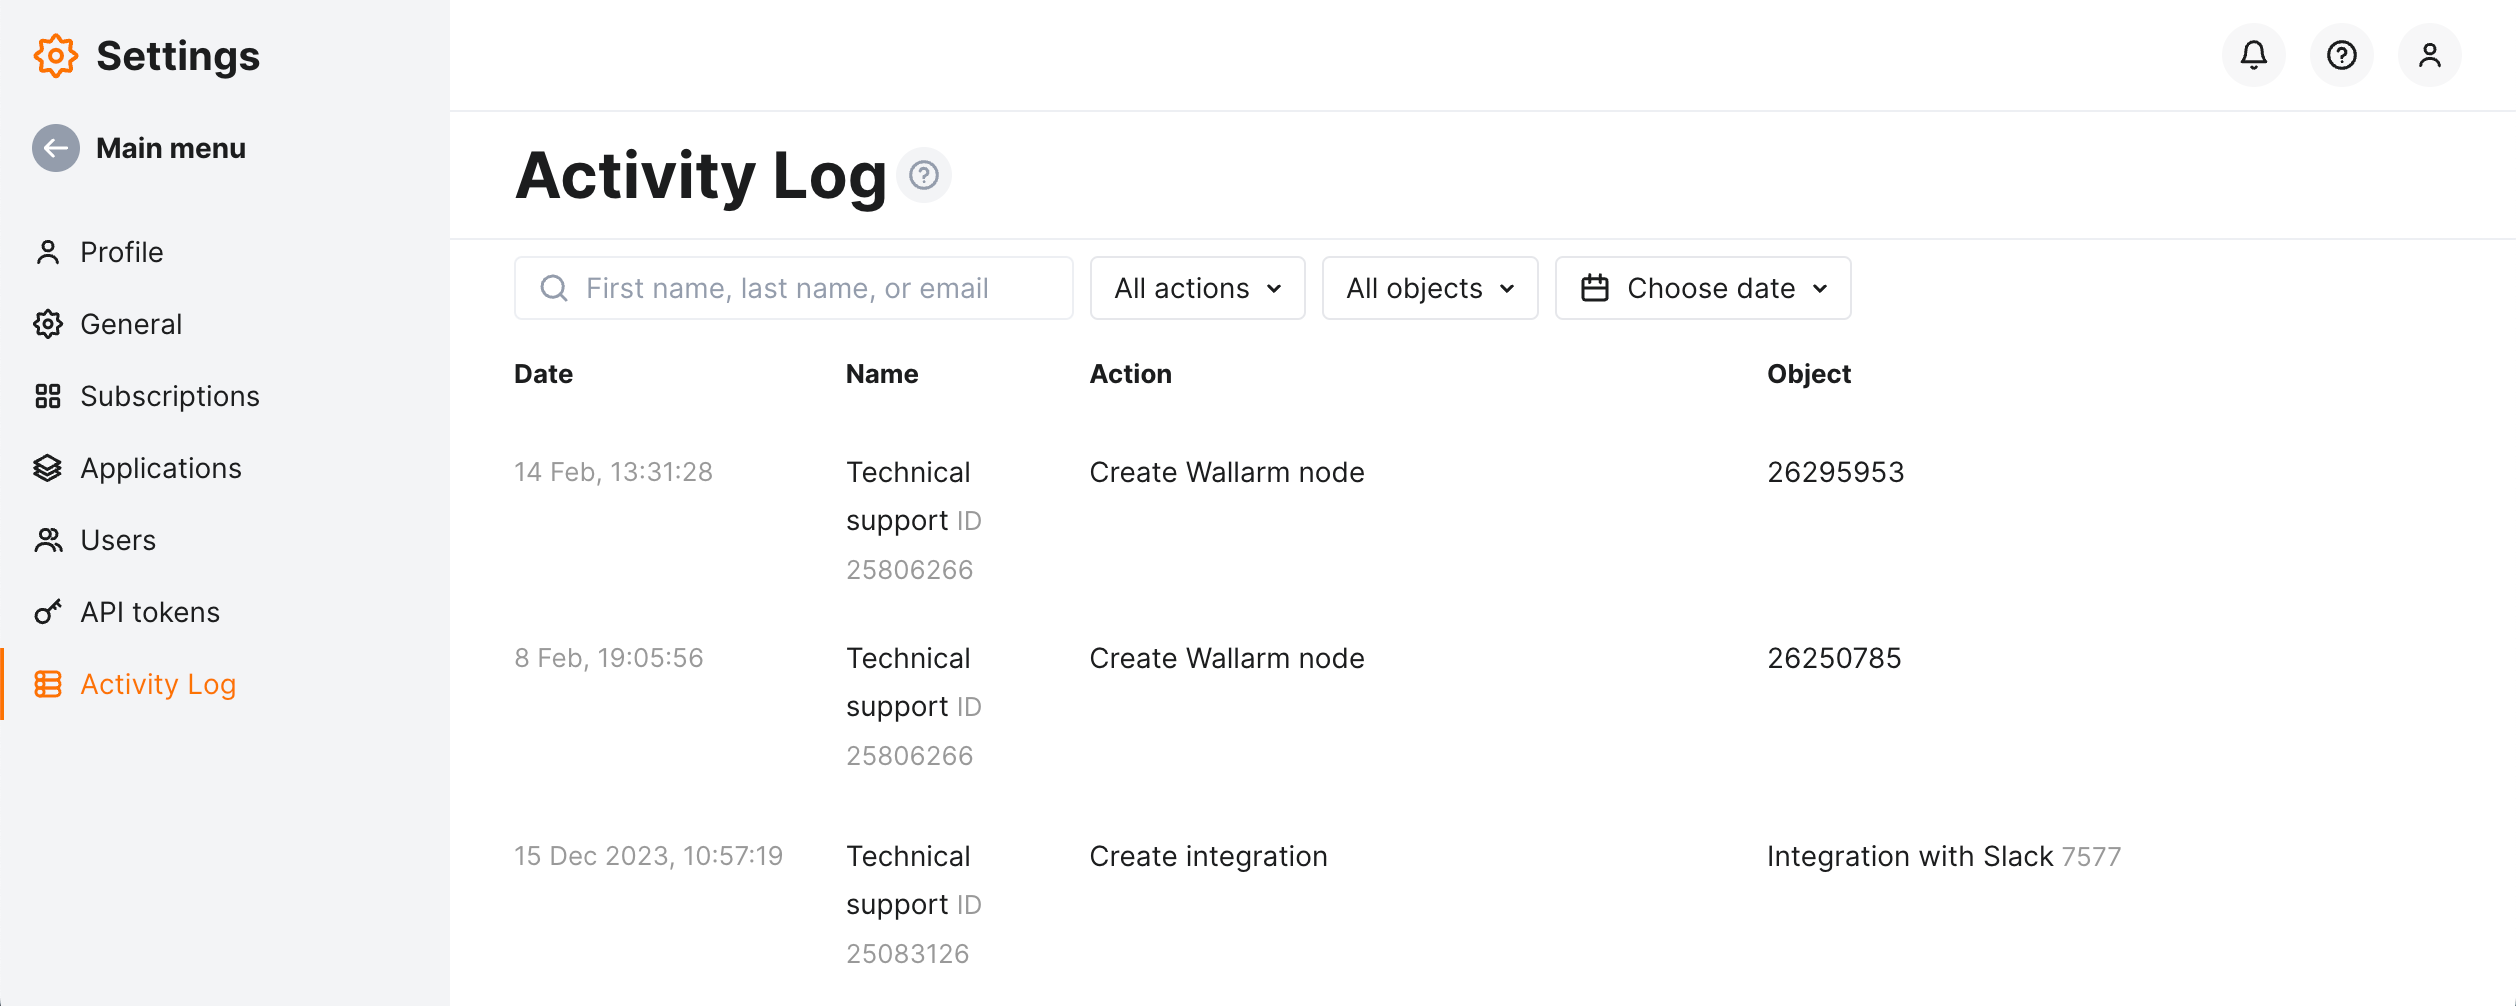 Settings
Main menu
Profile
General
Subscriptions
Applications
Users
API tokens
Activity Log
Activity Log
First name, last name, or email
All actions
All objects
Choose date
Date Name Action Object
14 Feb, 13:31:28 Technical Create Wallarm node 26295953
support ID
25806266
8 Feb, 19:05:56 Technical Create Wallarm node 26250785
support ID
25806266
15 Dec 2023, 10:57:19 Technical Create integration Integration with Slack 7577
support ID
25083126